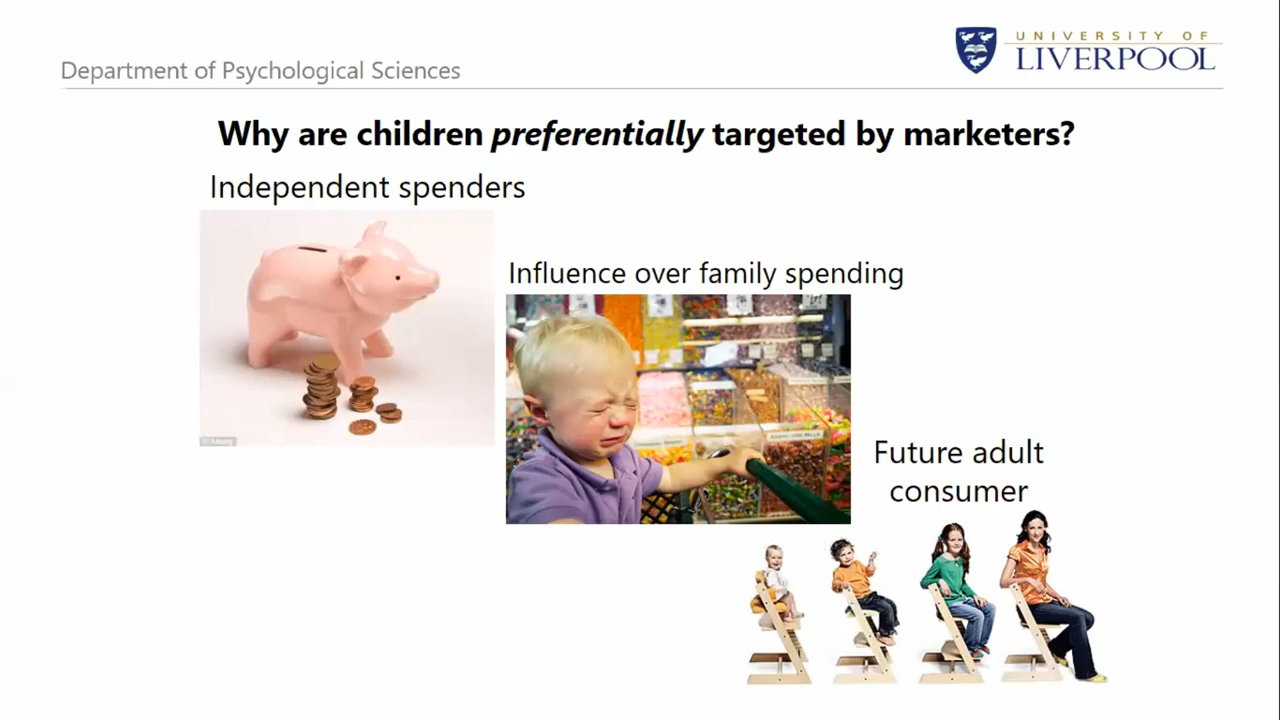 UNIVERSITY OF
LIVERPOOL
Department of Psychological Sciences
Why are children preferentially targeted by marketers?
Independent spenders
Influence over family spending
Future adult
consumer